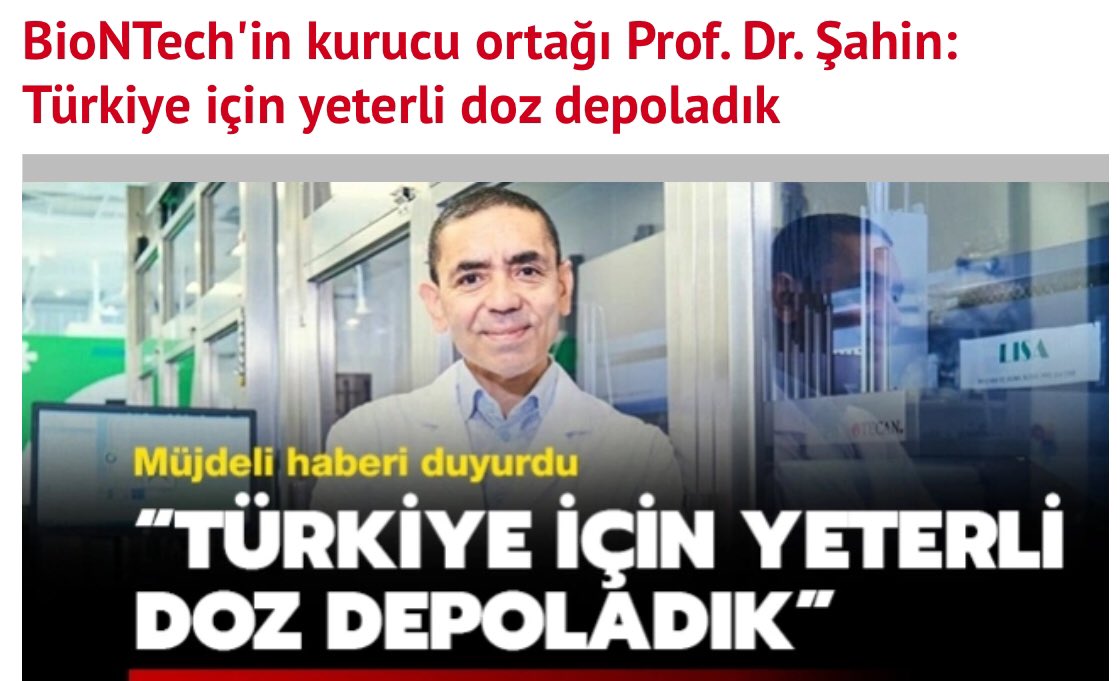 BioNTech'in kurucu ortağı Prof. Dr. Şahin:
Türkiye için yeterli doz depoladık
LISA
TECAN
Müjdeli haberi duyurdu
“TÜRKİYE İÇİN YETERLİ
DOZ DEPOLADIK”